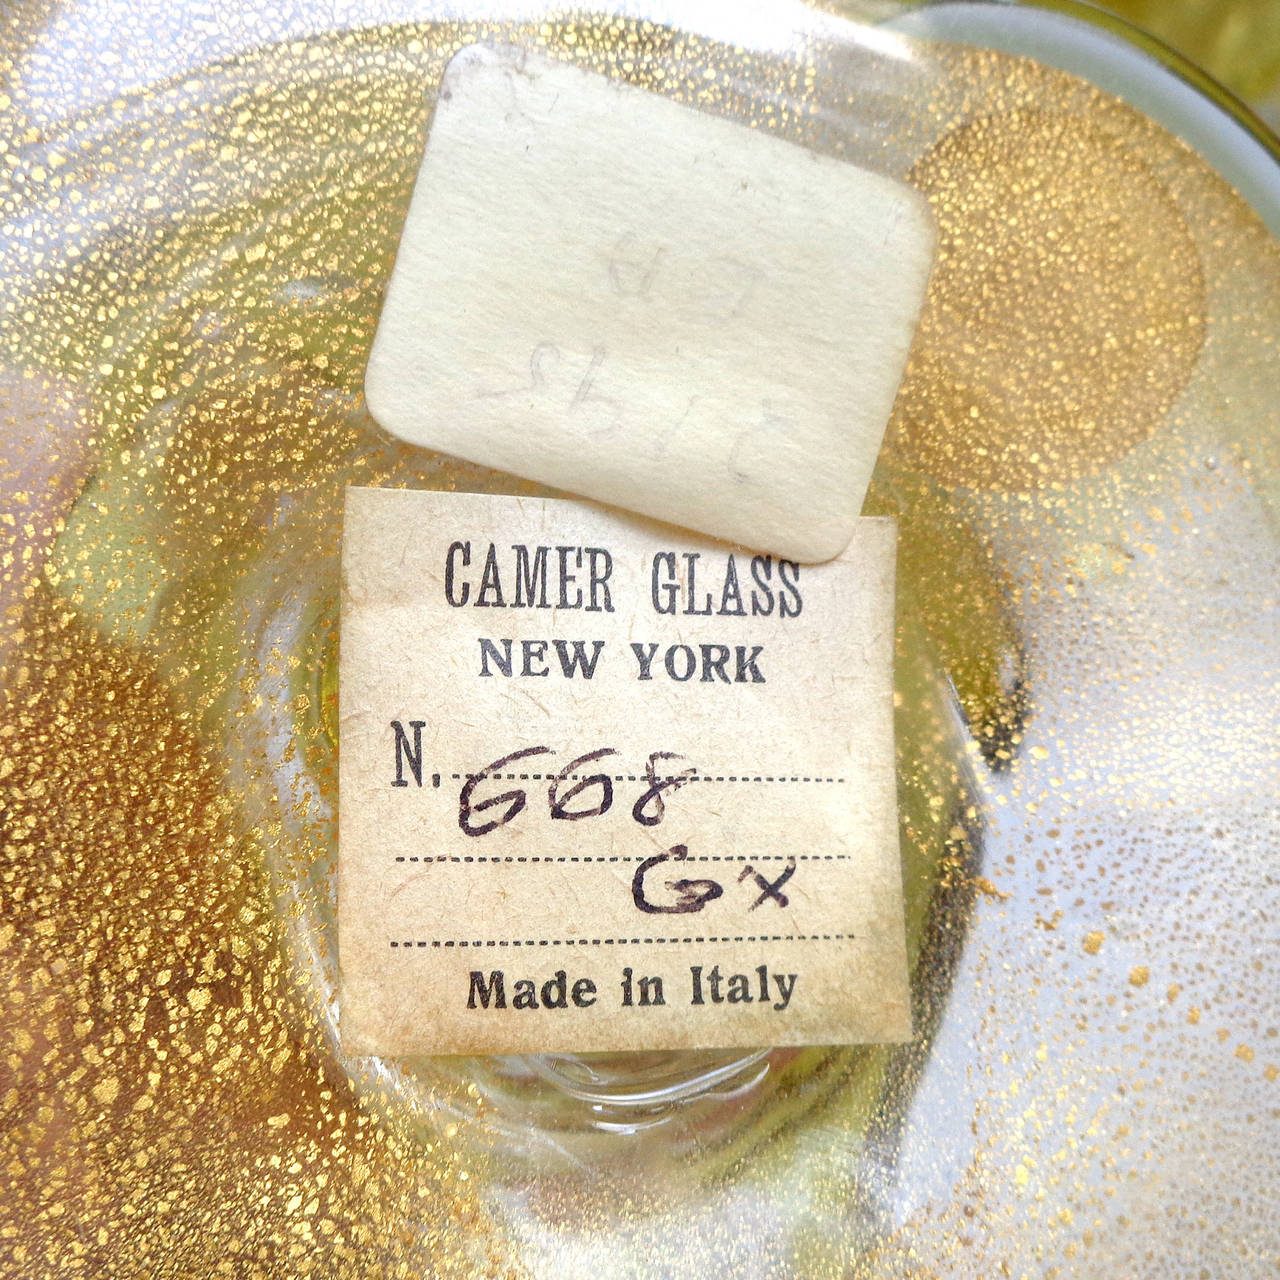 CAMER GLASS
NEW YORK
N. 668
Gx
Made in Italy